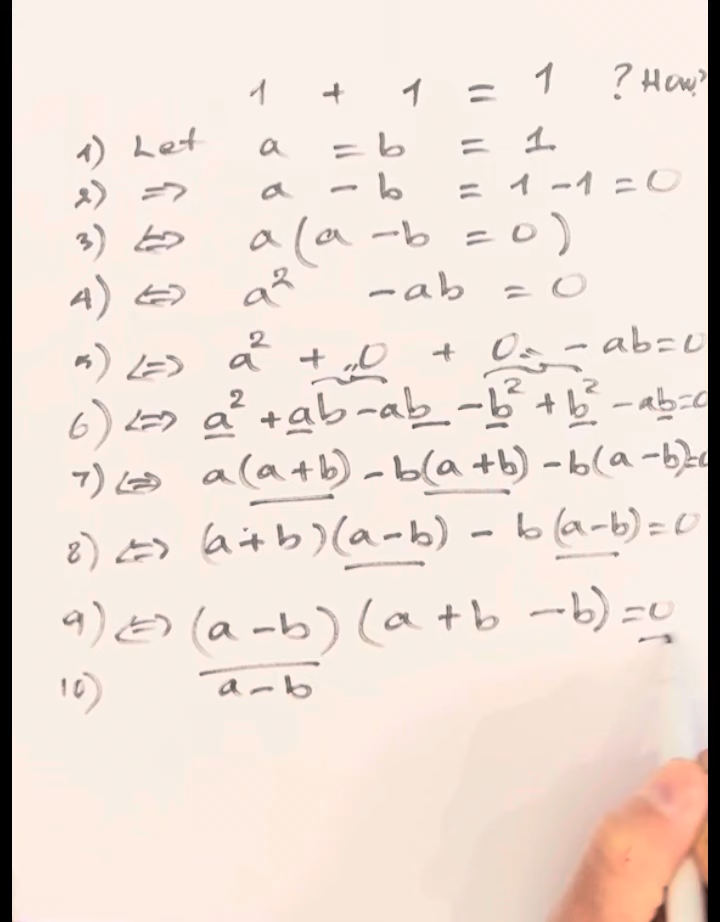 1 + 1 = 1 ? How?
1) Let a = b = 1
2) ⇒ a - b = 1 - 1 = 0
3) ⇔ a(a - b = 0)
4) ⇔ a² - ab = 0
5) ⇔ a² + 0 + 0 - ab = 0
6) ⇔ a² + ab - ab - b² + b² - ab = 0
7) ⇔ a(a + b) - b(a + b) - b(a - b) = 0
8) ⇔ (a + b)(a - b) - b(a - b) = 0
9) ⇔ (a - b)(a + b - b) = 0
10) a - b